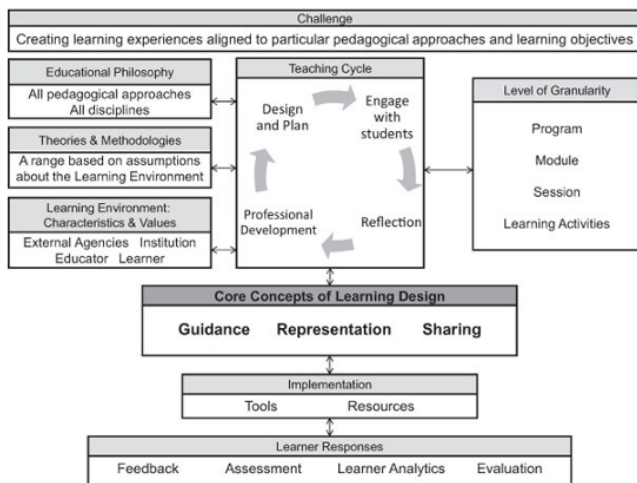 Challenge
Creating learning experiences aligned to particular pedagogical approaches and learning objectives
Educational Philosophy
All pedagogical approaches
All disciplines
Theories & Methodologies
A range based on assumptions
about the Learning Environment
Learning Environment:
Characteristics & Values
External Agencies Institution
Educator Learner
Teaching Cycle
Design
and Plan
Engage
with
students
Reflection
Professional
Development
Level of Granularity
Program
Module
Session
Learning Activities
Core Concepts of Learning Design
Guidance Representation Sharing
Implementation
Tools Resources
Learner Responses
Feedback Assessment Learner Analytics Evaluation